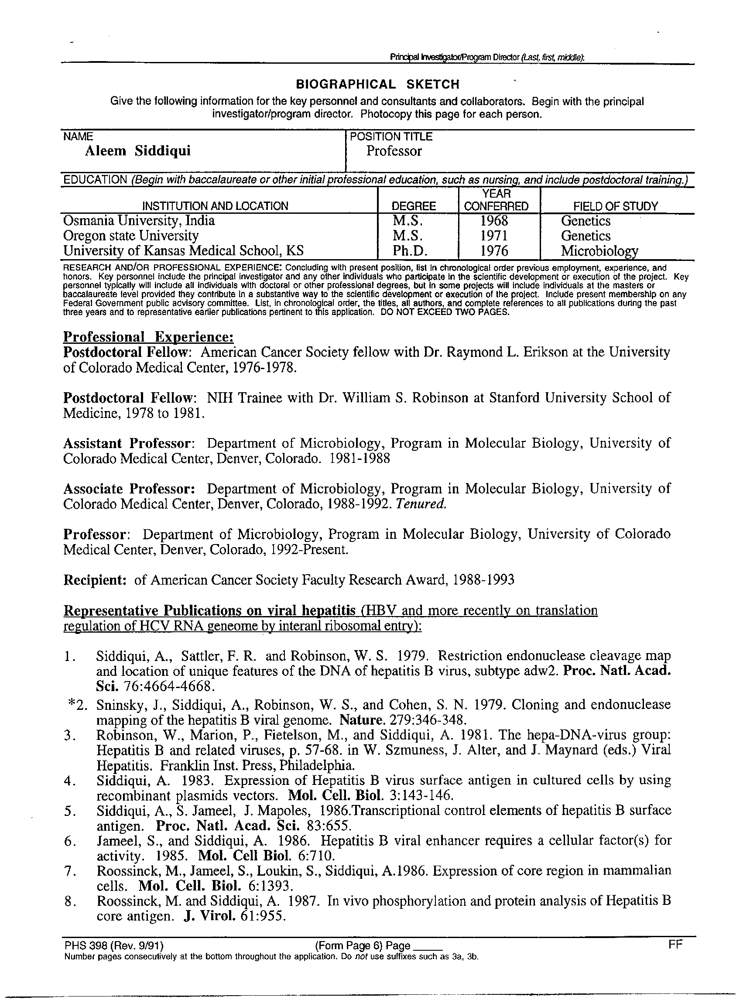 Principal Investigator/Program Director (Last, first, middle):
BIOGRAPHICAL SKETCH
Give the following information for the key personnel and consultants and collaborators. Begin with the principal
investigator/program director. Photocopy this page for each person.
NAME POSITION TITLE
Aleem Siddiqui Professor
EDUCATION (Begin with baccalaureate or other initial professional education, such as nursing, and include postdoctoral training.)
INSTITUTION AND LOCATION DEGREE YEAR CONFERRED FIELD OF STUDY
Osmania University, India M.S. 1968 Genetics
Oregon state University M.S. 1971 Genetics
University of Kansas Medical School, KS Ph.D. 1976 Microbiology
RESEARCH AND/OR PROFESSIONAL EXPERIENCE: Concluding with present position, list in chronological order previous employment, experience, and
honors. Key personnel include the principal investigator and any other individuals who participate in the scientific development or execution of the project. Key
personnel typically will include all individuals with doctoral or other professional degrees, but in some projects will include individuals at the masters or
baccalaureate level provided they contribute in a substantive way to the scientific development or execution of the project. Include present membership on any
Federal Government public advisory committee. List, in chronological order, the titles, all authors, and complete references to all publications during the past
three years and to representative earlier publications pertinent to this application. DO NOT EXCEED TWO PAGES.
Professional Experience:
Postdoctoral Fellow: American Cancer Society fellow with Dr. Raymond L. Erikson at the University
of Colorado Medical Center, 1976-1978.
Postdoctoral Fellow: NIH Trainee with Dr. William S. Robinson at Stanford University School of
Medicine, 1978 to 1981.
Assistant Professor: Department of Microbiology, Program in Molecular Biology, University of
Colorado Medical Center, Denver, Colorado. 1981-1988
Associate Professor: Department of Microbiology, Program in Molecular Biology, University of
Colorado Medical Center, Denver, Colorado, 1988-1992. Tenured.
Professor: Department of Microbiology, Program in Molecular Biology, University of Colorado
Medical Center, Denver, Colorado, 1992-Present.
Recipient: of American Cancer Society Faculty Research Award, 1988-1993
Representative Publications on viral hepatitis (HBV and more recently on translation
regulation of HCV RNA geneome by interanl ribosomal entry):
1. Siddiqui, A., Sattler, F. R. and Robinson, W. S. 1979. Restriction endonuclease cleavage map
and location of unique features of the DNA of hepatitis B virus, subtype adw2. Proc. Natl. Acad.
Sci. 76:4664-4668.
*2. Sninsky, J., Siddiqui, A., Robinson, W. S., and Cohen, S. N. 1979. Cloning and endonuclease
mapping of the hepatitis B viral genome. Nature. 279:346-348.
3. Robinson, W., Marion, P., Fietelson, M., and Siddiqui, A. 1981. The hepa-DNA-virus group:
Hepatitis B and related viruses, p. 57-68. in W. Szmuness, J. Alter, and J. Maynard (eds.) Viral
Hepatitis. Franklin Inst. Press, Philadelphia.
4. Siddiqui, A. 1983. Expression of Hepatitis B virus surface antigen in cultured cells by using
recombinant plasmids vectors. Mol. Cell. Biol. 3:143-146.
5. Siddiqui, A., S. Jameel, J. Mapoles, 1986.Transcriptional control elements of hepatitis B surface
antigen. Proc. Natl. Acad. Sci. 83:655.
6. Jameel, S., and Siddiqui, A. 1986. Hepatitis B viral enhancer requires a cellular factor(s) for
activity. 1985. Mol. Cell Biol. 6:710.
7. Roossinck, M., Jameel, S., Loukin, S., Siddiqui, A.1986. Expression of core region in mammalian
cells. Mol. Cell. Biol. 6:1393.
8. Roossinck, M. and Siddiqui, A. 1987. In vivo phosphorylation and protein analysis of Hepatitis B
core antigen. J. Virol. 61:955.
PHS 398 (Rev. 9/91) (Form Page 6) Page _____ FF
Number pages consecutively at the bottom throughout the application. Do not use suffixes such as 3a, 3b.